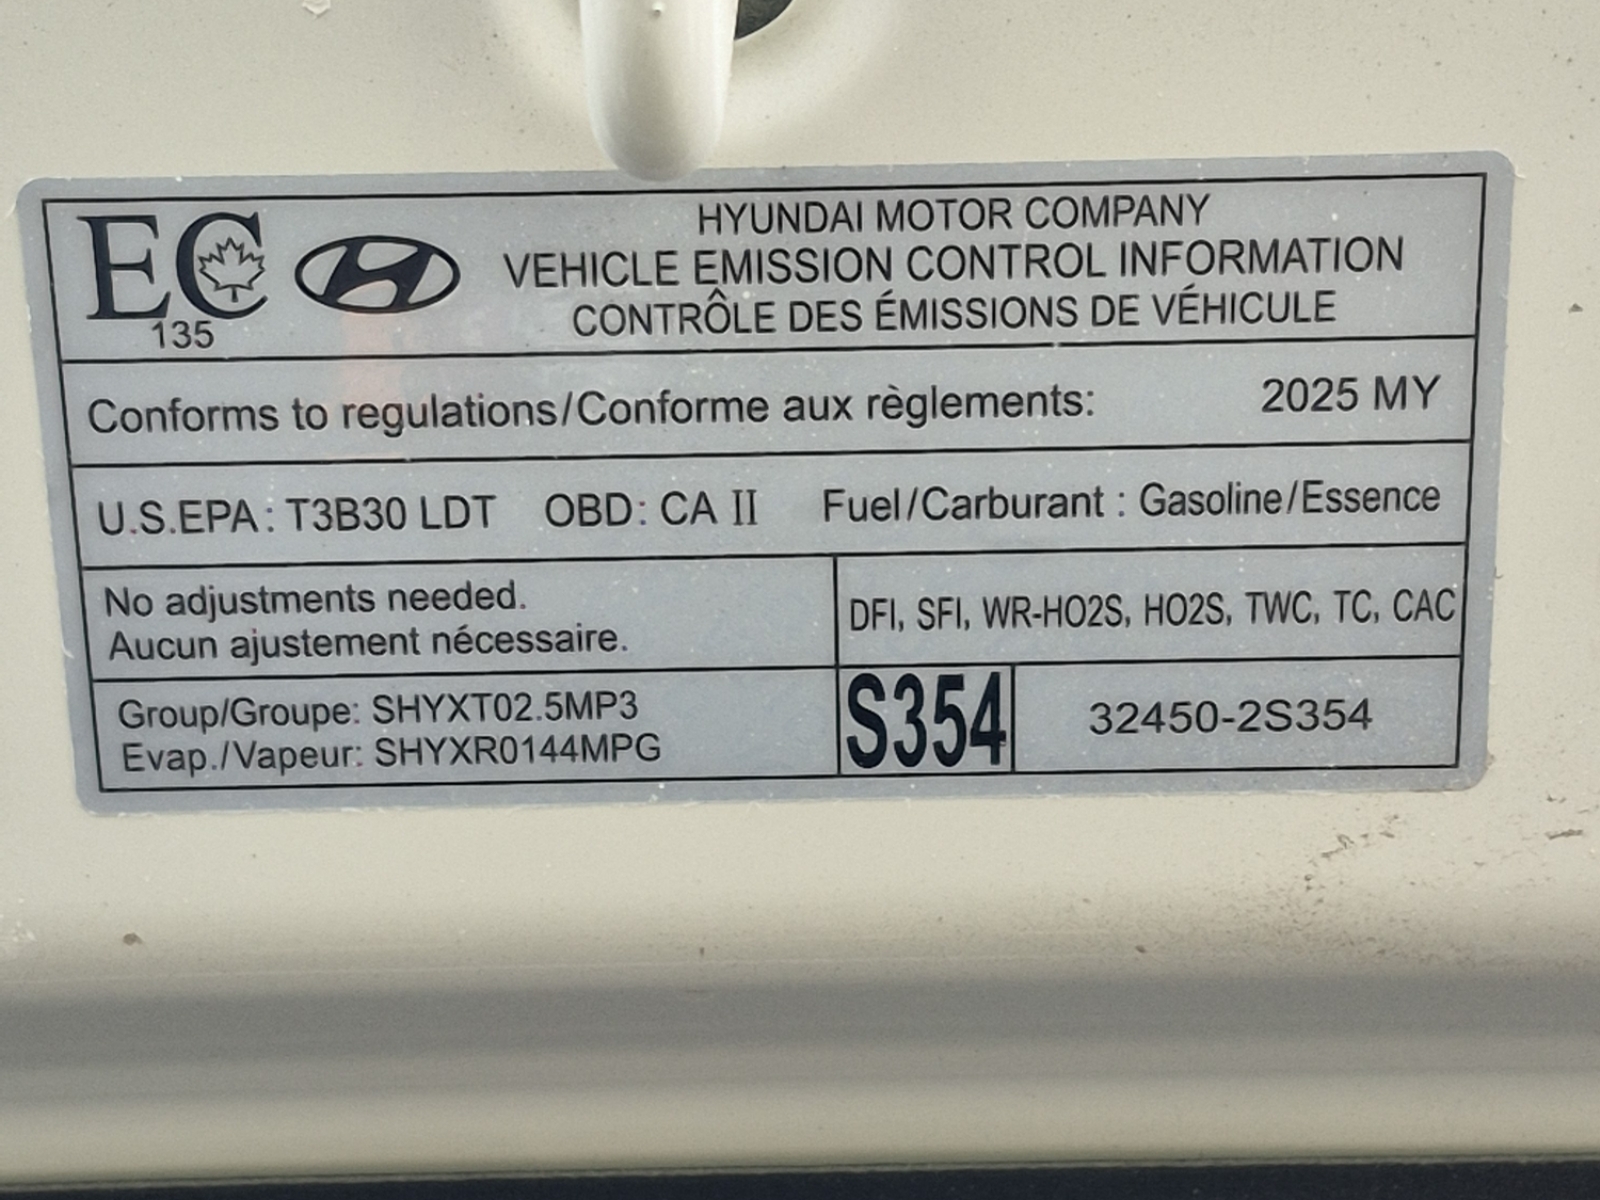 EC
135
HYUNDAI MOTOR COMPANY
VEHICLE EMISSION CONTROL INFORMATION
CONTRÔLE DES ÉMISSIONS DE VÉHICULE
Conforms to regulations/Conforme aux règlements: 2025 MY
U.S.EPA: T3B30 LDT OBD: CA II Fuel/Carburant : Gasoline/Essence
No adjustments needed.
Aucun ajustement nécessaire.
DFI, SFI, WR-HO2S, HO2S, TWC, TC, CAC
Group/Groupe: SHYXT02.5MP3
Evap./Vapeur: SHYXR0144MPG
S354
32450-2S354